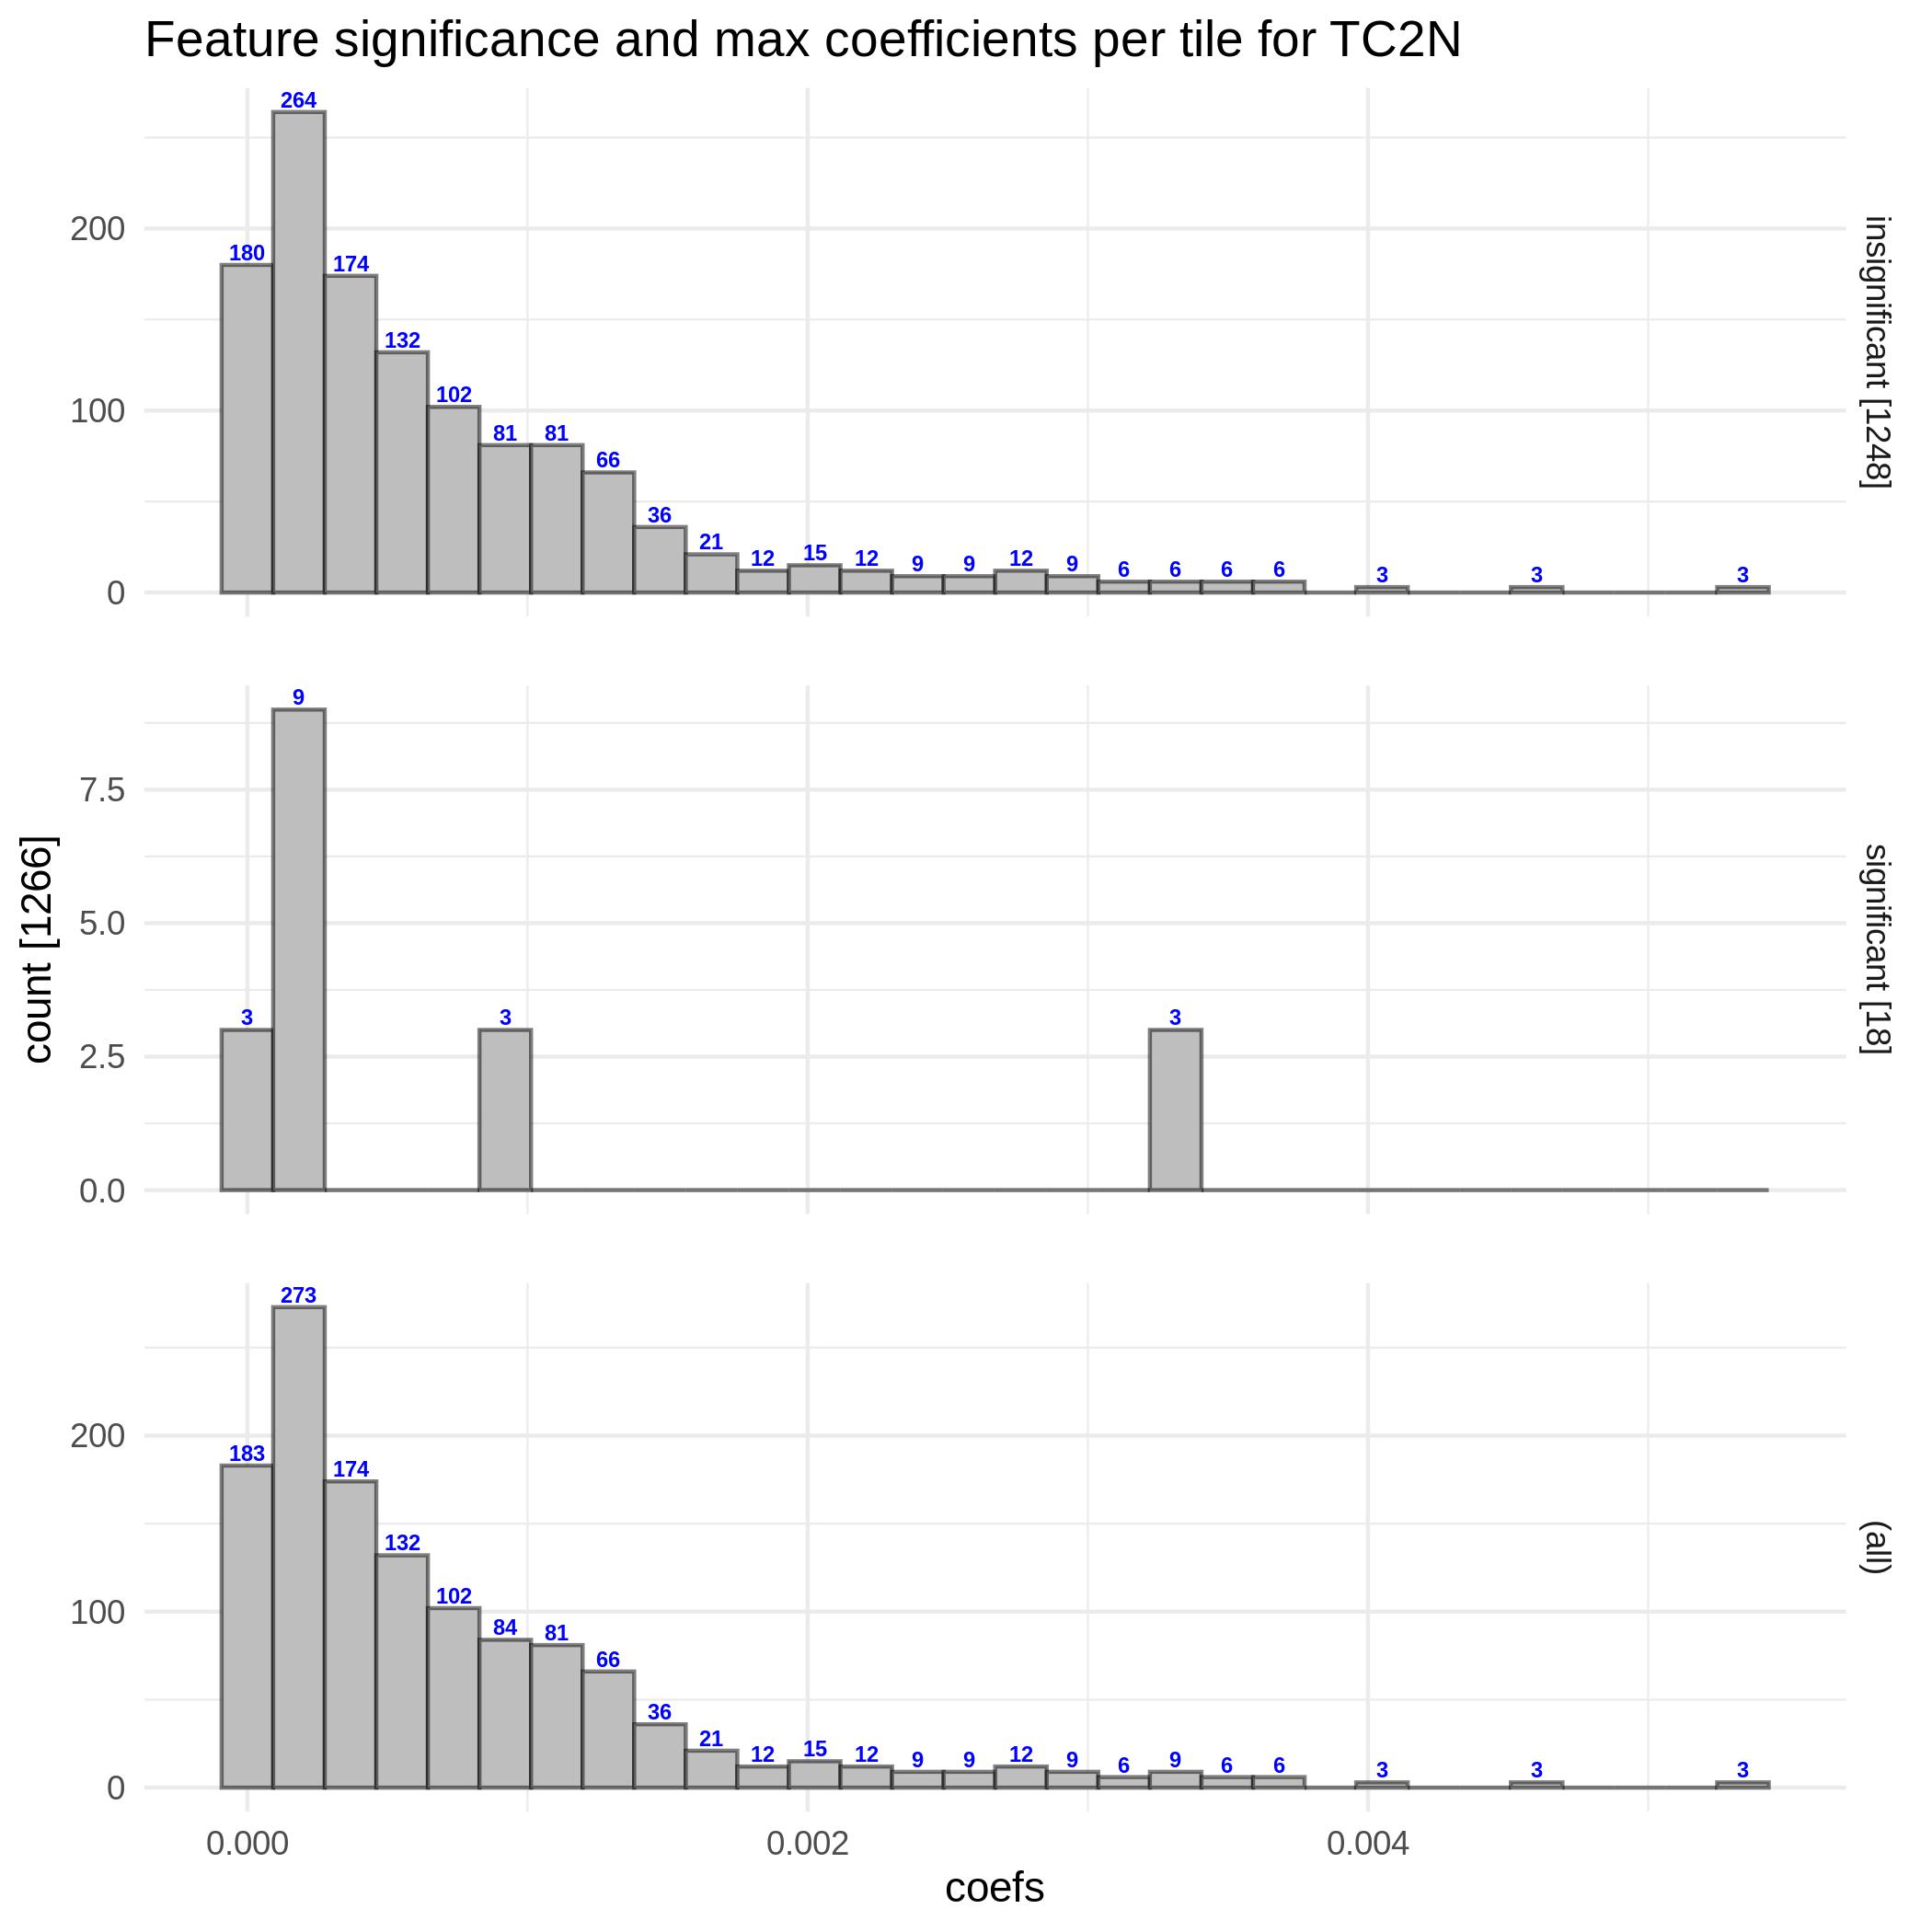 Feature significance and max coefficients per tile for TC2N
264
200
180
174
132
102
100
81 81
66
36
21
12 15 12 9 9 12 9 6 6 6 6 3 3 3
0
insignificant [1248]
9
7.5
5.0
3 3 3
2.5
0.0
significant [18]
count [1266]
273
200
183
174
132
102
100
84 81
66
36
21
12 15 12 9 9 12 9 6 9 6 6 3 3 3
0
(all)
0.000 0.002 0.004
coefs